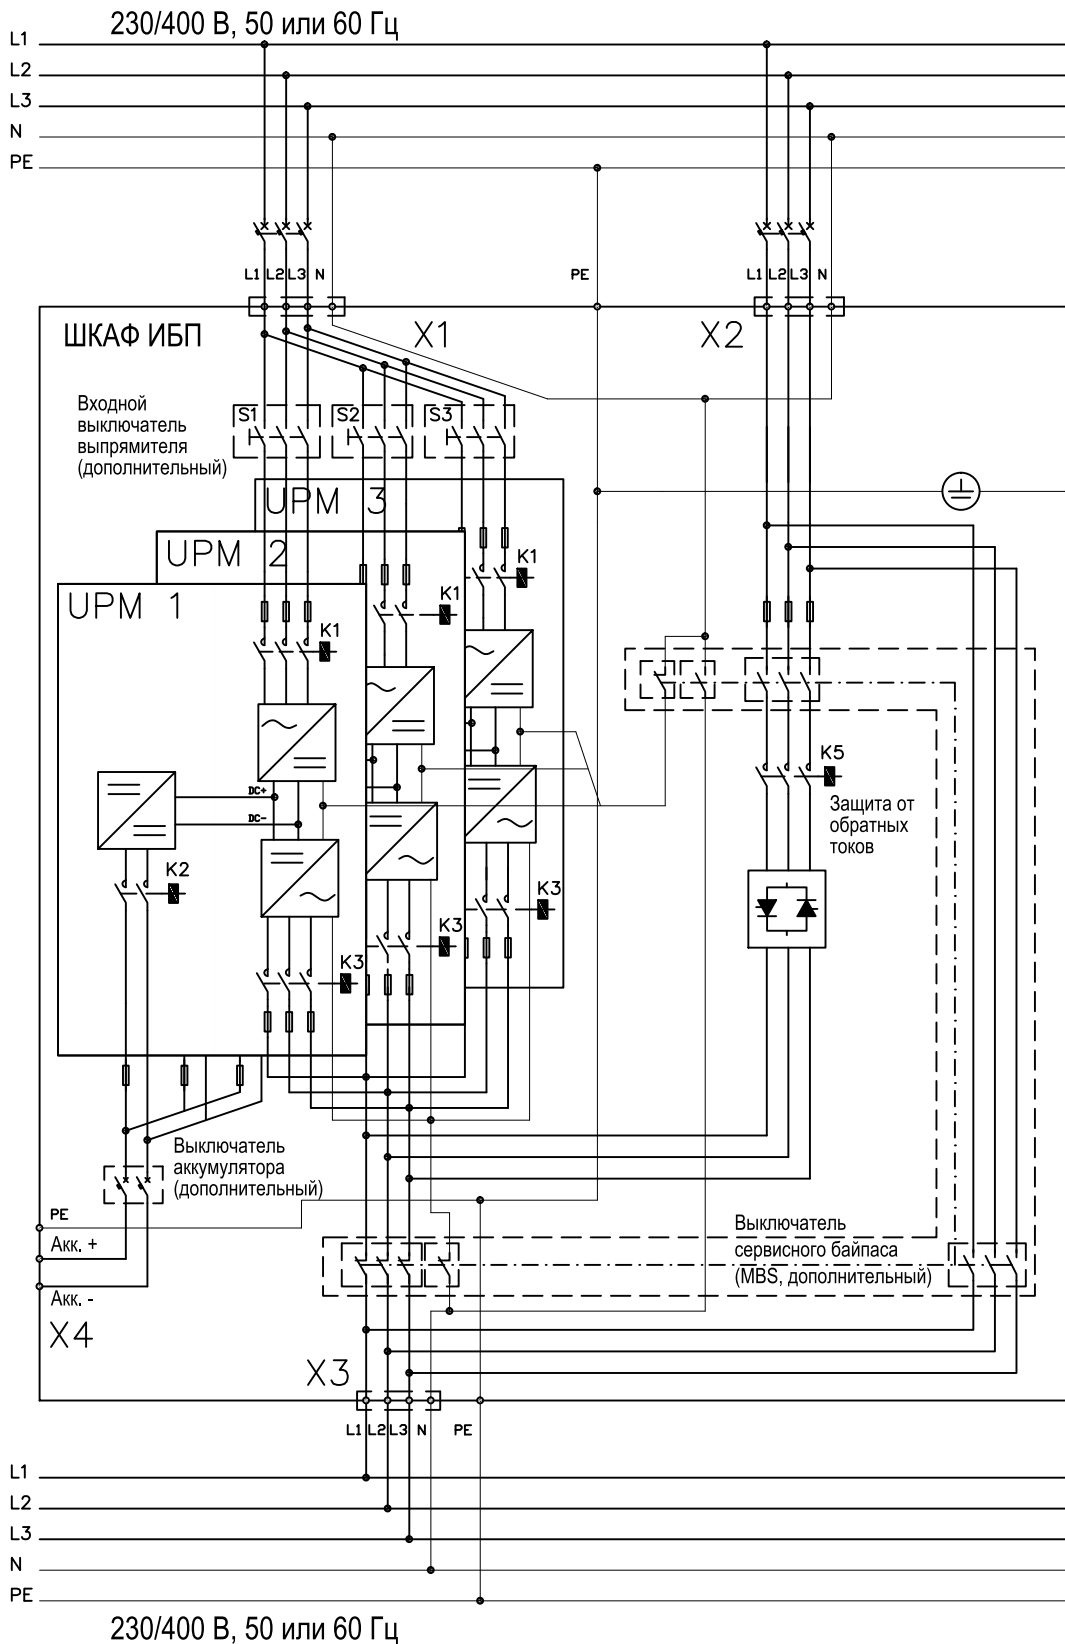 230/400 В, 50 или 60 Гц
L1
L2
L3
N
PE
L1 L2 L3 N
PE
L1 L2 L3 N
ШКАФ ИБП
X1
X2
Входной
выключатель
выпрямителя
(дополнительный)
S1
S2
S3
UPM 3
UPM 2
UPM 1
K1
K1
K1
K5
Защита от
обратных
токов
DC+
DC-
K2
K3
K3
K3
Выключатель
аккумулятора
(дополнительный)
PE
Акк. +
Акк. -
X4
Выключатель
сервисного байпаса
(MBS, дополнительный)
X3
L1 L2 L3 N PE
L1
L2
L3
N
PE
230/400 В, 50 или 60 Гц